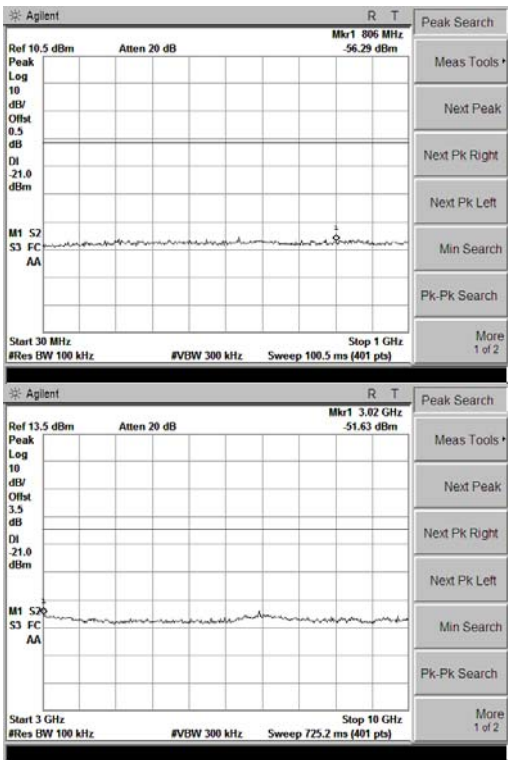 Agilent R T
Peak Search
Mkr1 806 MHz
Ref 10.5 dBm Atten 20 dB -56.29 dBm
Peak
Log
10
dB/
Offst
0.5
dB
DI
-21.0
dBm
M1 S2
S3 FC
AA
1
Start 30 MHz Stop 1 GHz
#Res BW 100 kHz #VBW 300 kHz Sweep 100.5 ms (401 pts)
Meas Tools
Next Peak
Next Pk Right
Next Pk Left
Min Search
Pk-Pk Search
More
1 of 2
Agilent R T
Peak Search
Mkr1 3.02 GHz
Ref 13.5 dBm Atten 20 dB -51.63 dBm
Peak
Log
10
dB/
Offst
3.5
dB
DI
-21.0
dBm
1
M1 S2
S3 FC
AA
Start 3 GHz Stop 10 GHz
#Res BW 100 kHz #VBW 300 kHz Sweep 725.2 ms (401 pts)
Meas Tools
Next Peak
Next Pk Right
Next Pk Left
Min Search
Pk-Pk Search
More
1 of 2